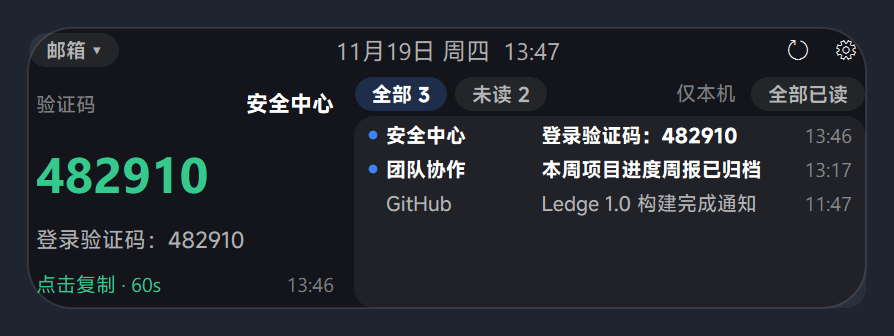 邮箱 ▾ 11月19日 周四 13:47
验证码 安全中心
482910
登录验证码：482910
点击复制 · 60s 13:46
全部 3 未读 2 仅本机 全部已读
安全中心 登录验证码：482910 13:46
团队协作 本周项目进度周报已归档 13:17
GitHub Ledge 1.0 构建完成通知 11:47